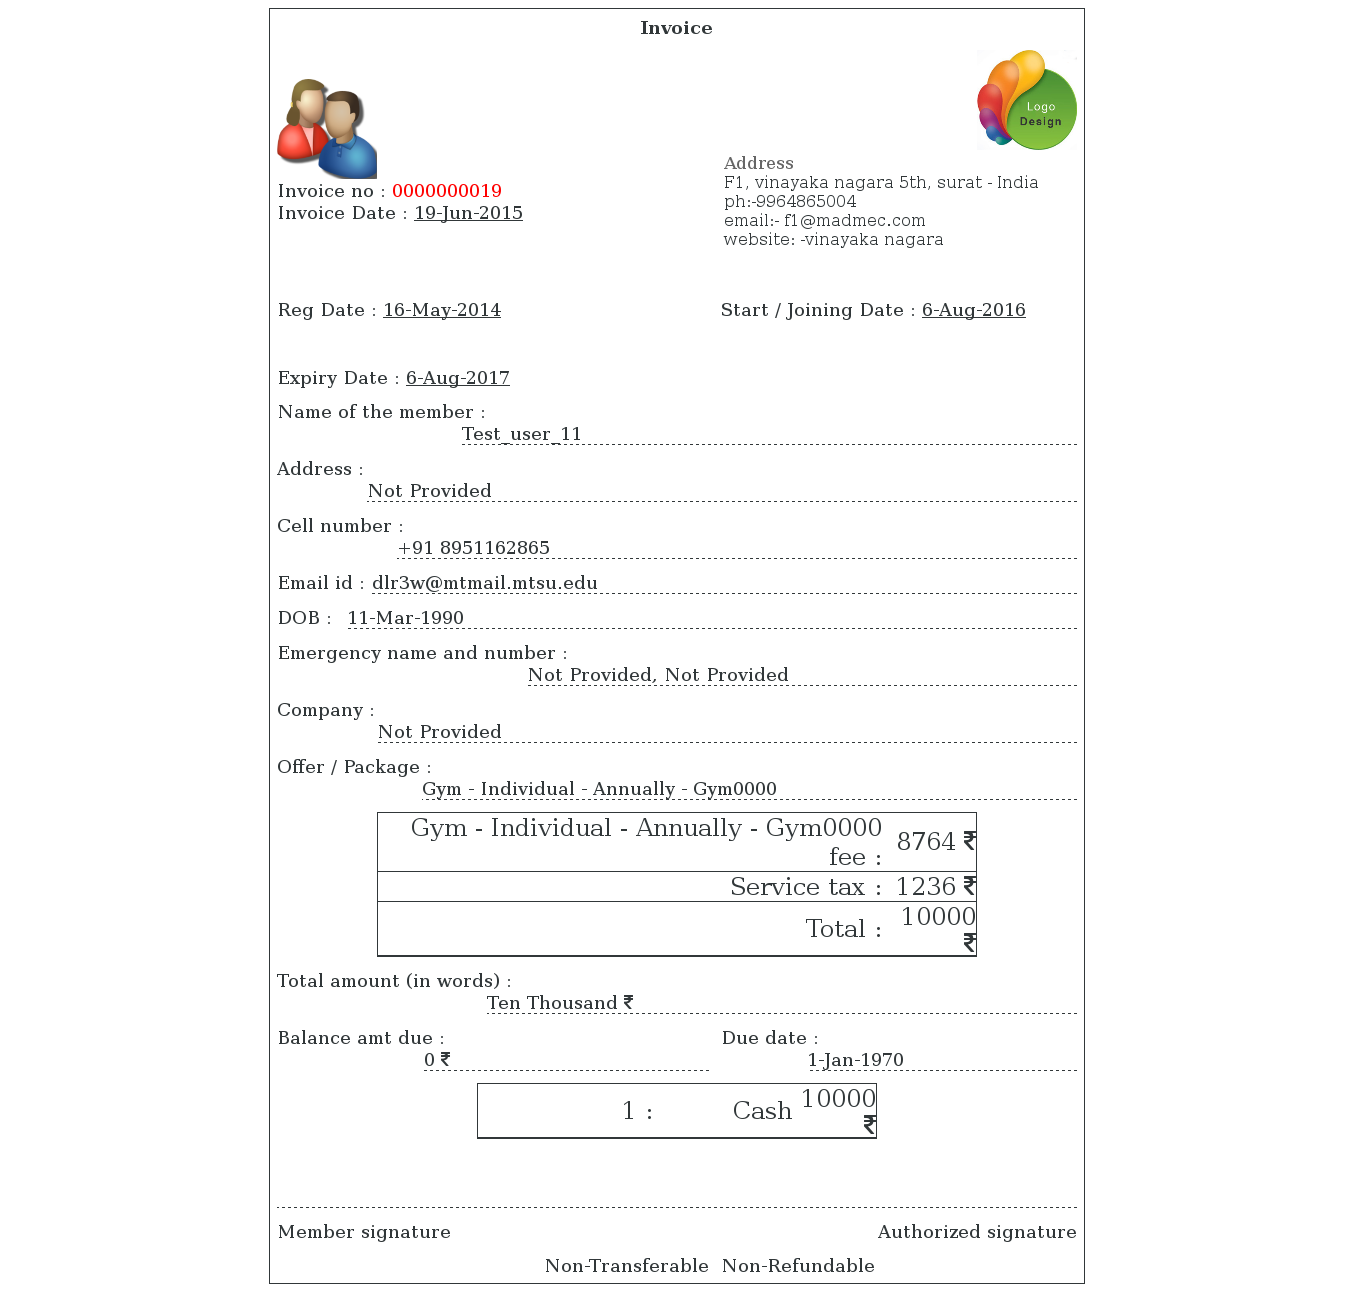 Invoice
Logo
Design
Invoice no : 0000000019
Invoice Date : 19-Jun-2015
Address
F1, vinayaka nagara 5th, surat - India
ph:-9964865004
email:- f1@madmec.com
website: -vinayaka nagara
Reg Date : 16-May-2014
Start / Joining Date : 6-Aug-2016
Expiry Date : 6-Aug-2017
Name of the member :
Test_user_11
Address :
Not Provided
Cell number :
+91 8951162865
Email id : dlr3w@mtmail.mtsu.edu
DOB : 11-Mar-1990
Emergency name and number :
Not Provided, Not Provided
Company :
Not Provided
Offer / Package :
Gym - Individual - Annually - Gym0000
Gym - Individual - Annually - Gym0000
fee : 8764 ₹
Service tax : 1236 ₹
Total : 10000
₹
Total amount (in words) :
Ten Thousand ₹
Balance amt due :
0 ₹
Due date :
1-Jan-1970
1 : Cash 10000
₹
Member signature
Authorized signature
Non-Transferable Non-Refundable